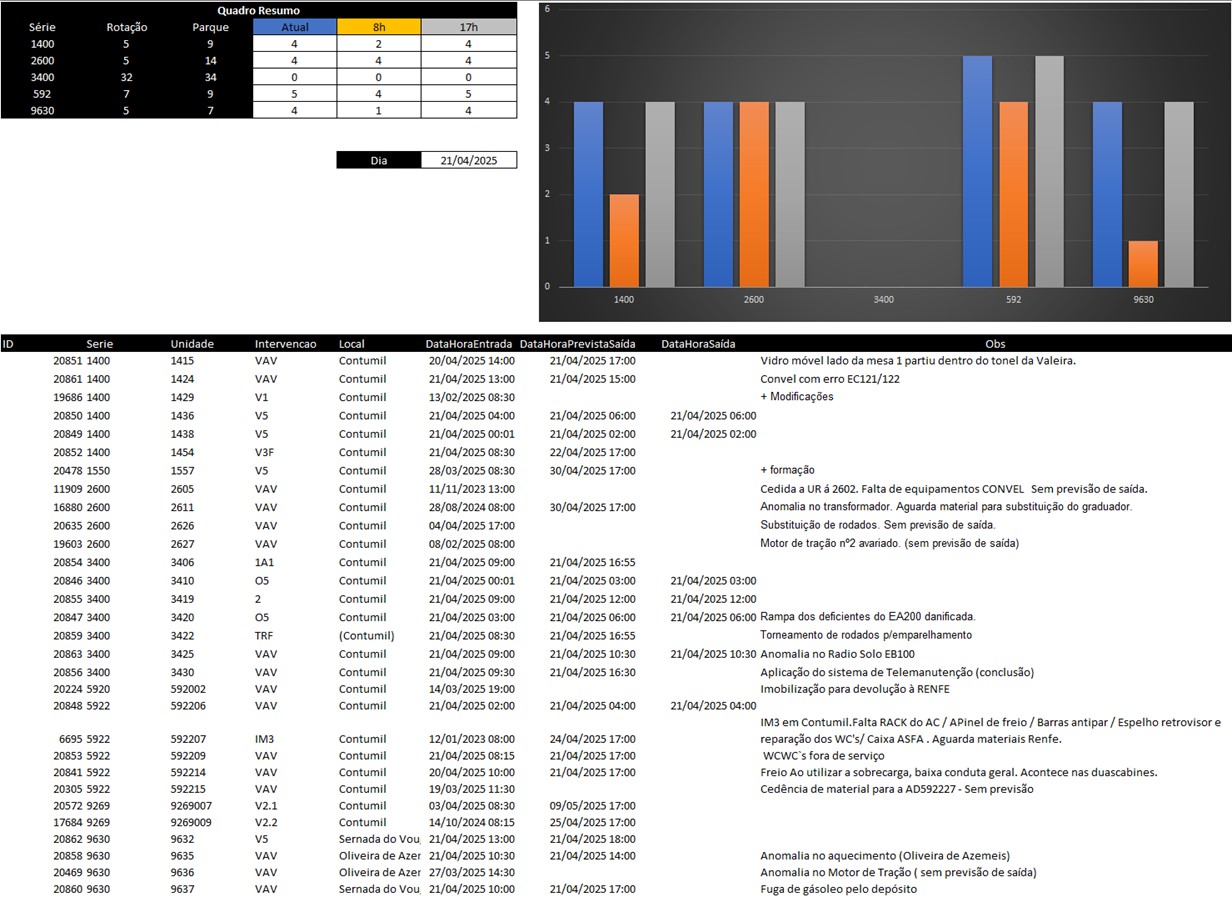 Quadro Resumo
Série Rotação Parque Atual 8h 17h
1400 5 9 4 2 4
2600 5 14 4 4 4
3400 32 34 0 0 0
592 7 9 5 4 5
9630 5 7 4 1 4
Dia 21/04/2025
6
5
4
3
2
1
0
1400 2600 3400 592 9630
ID Serie Unidade Intervencao Local DataHoraEntrada DataHoraPrevistaSaída DataHoraSaída Obs
20851 1400 1415 VAV Contumil 20/04/2025 14:00 21/04/2025 17:00 Vidro móvel lado da mesa 1 partiu dentro do tonel da Valeira.
20861 1400 1424 VAV Contumil 21/04/2025 13:00 21/04/2025 15:00 Convel com erro EC121/122
19686 1400 1429 V1 Contumil 13/02/2025 08:30 + Modificações
20850 1400 1436 V5 Contumil 21/04/2025 04:00 21/04/2025 06:00 21/04/2025 06:00
20849 1400 1438 V5 Contumil 21/04/2025 00:01 21/04/2025 02:00 21/04/2025 02:00
20852 1400 1454 V3F Contumil 21/04/2025 08:30 22/04/2025 17:00
20478 1550 1557 V5 Contumil 28/03/2025 08:30 30/04/2025 17:00 + formação
11909 2600 2605 VAV Contumil 11/11/2023 13:00 Cedida a UR á 2602. Falta de equipamentos CONVEL Sem previsão de saída.
16880 2600 2611 VAV Contumil 28/08/2024 08:00 30/04/2025 17:00 Anomalia no transformador. Aguarda material para substituição do graduador.
20635 2600 2626 VAV Contumil 04/04/2025 17:00 Substituição de rodados. Sem previsão de saída.
19603 2600 2627 VAV Contumil 08/02/2025 08:00 Motor de tração nº2 avariado. (sem previsão de saída)
20854 3400 3406 1A1 Contumil 21/04/2025 09:00 21/04/2025 16:55
20846 3400 3410 O5 Contumil 21/04/2025 00:01 21/04/2025 03:00 21/04/2025 03:00
20855 3400 3419 2 Contumil 21/04/2025 09:00 21/04/2025 12:00 21/04/2025 12:00
20847 3400 3420 O5 Contumil 21/04/2025 03:00 21/04/2025 06:00 21/04/2025 06:00 Rampa dos deficientes do EA200 danificada.
20859 3400 3422 TRF (Contumil) 21/04/2025 08:30 21/04/2025 16:55 Torneamento de rodados p/emparelhamento
20863 3400 3425 VAV Contumil 21/04/2025 09:00 21/04/2025 10:30 21/04/2025 10:30 Anomalia no Radio Solo EB100
20856 3400 3430 VAV Contumil 21/04/2025 09:30 21/04/2025 16:30 Aplicação do sistema de Telemanutenção (conclusão)
20224 5920 592002 VAV Contumil 14/03/2025 19:00 Imobilização para devolução à RENFE
20848 5922 592206 VAV Contumil 21/04/2025 02:00 21/04/2025 04:00 21/04/2025 04:00
IM3 em Contumil.Falta RACK do AC / APinel de freio / Barras antipar / Espelho retrovisor e
6695 5922 592207 IM3 Contumil 12/01/2023 08:00 24/04/2025 17:00 reparação dos WC's/ Caixa ASFA . Aguarda materiais Renfe.
20853 5922 592209 VAV Contumil 21/04/2025 08:15 21/04/2025 17:00 WCWC`s fora de serviço
20841 5922 592214 VAV Contumil 20/04/2025 10:00 21/04/2025 17:00 Freio Ao utilizar a sobrecarga, baixa conduta geral. Acontece nas duascabines.
20305 5922 592215 VAV Contumil 19/03/2025 11:30 Cedência de material para a AD592227 - Sem previsão
20572 9269 9269007 V2.1 Contumil 03/04/2025 08:30 09/05/2025 17:00
17684 9269 9269009 V2.2 Contumil 14/10/2024 08:15 25/04/2025 17:00
20862 9630 9632 V5 Sernada do Vou 21/04/2025 13:00 21/04/2025 18:00
20858 9630 9635 VAV Oliveira de Azer 21/04/2025 10:30 21/04/2025 14:00 Anomalia no aquecimento (Oliveira de Azemeis)
20469 9630 9636 VAV Oliveira de Azer 27/03/2025 14:30 Anomalia no Motor de Tração ( sem previsão de saída)
20860 9630 9637 VAV Sernada do Vou 21/04/2025 10:00 21/04/2025 17:00 Fuga de gásoleo pelo depósito